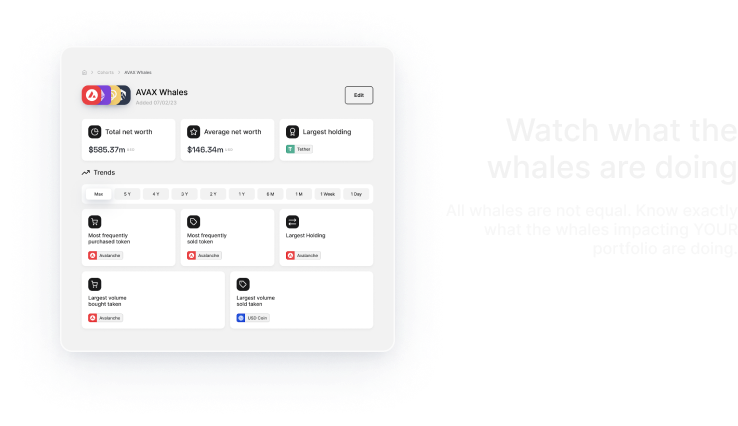 Cohorts
AVAX Whales
AVAX Whales
Added 07/02/23
Edit
Total net worth
$585.37m USD
Average net worth
$146.34m USD
Largest holding
Tether
Trends
Max
5 Y
4 Y
3 Y
2 Y
1 Y
6 M
1 M
1 Week
1 Day
Most frequently
purchased token
Avalanche
Most frequently
sold token
Avalanche
Largest Holding
Avalanche
Largest volume
bought taken
Avalanche
Largest volume
sold taken
USD Coin
Watch what the
whales are doing
All whales are not equal. Know exactly
what the whales impacting YOUR
portfolio are doing.